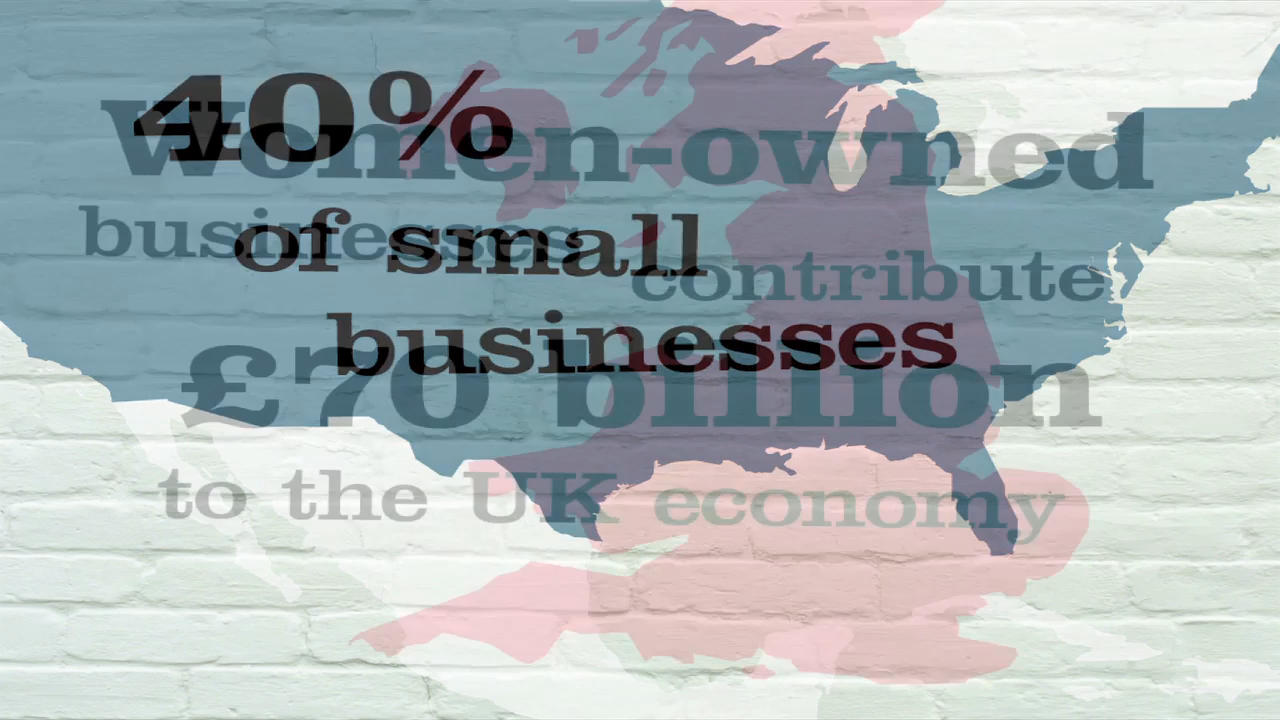 40%
of small
businesses
Women-owned
businesses
contribute
£70 billion
to the UK economy